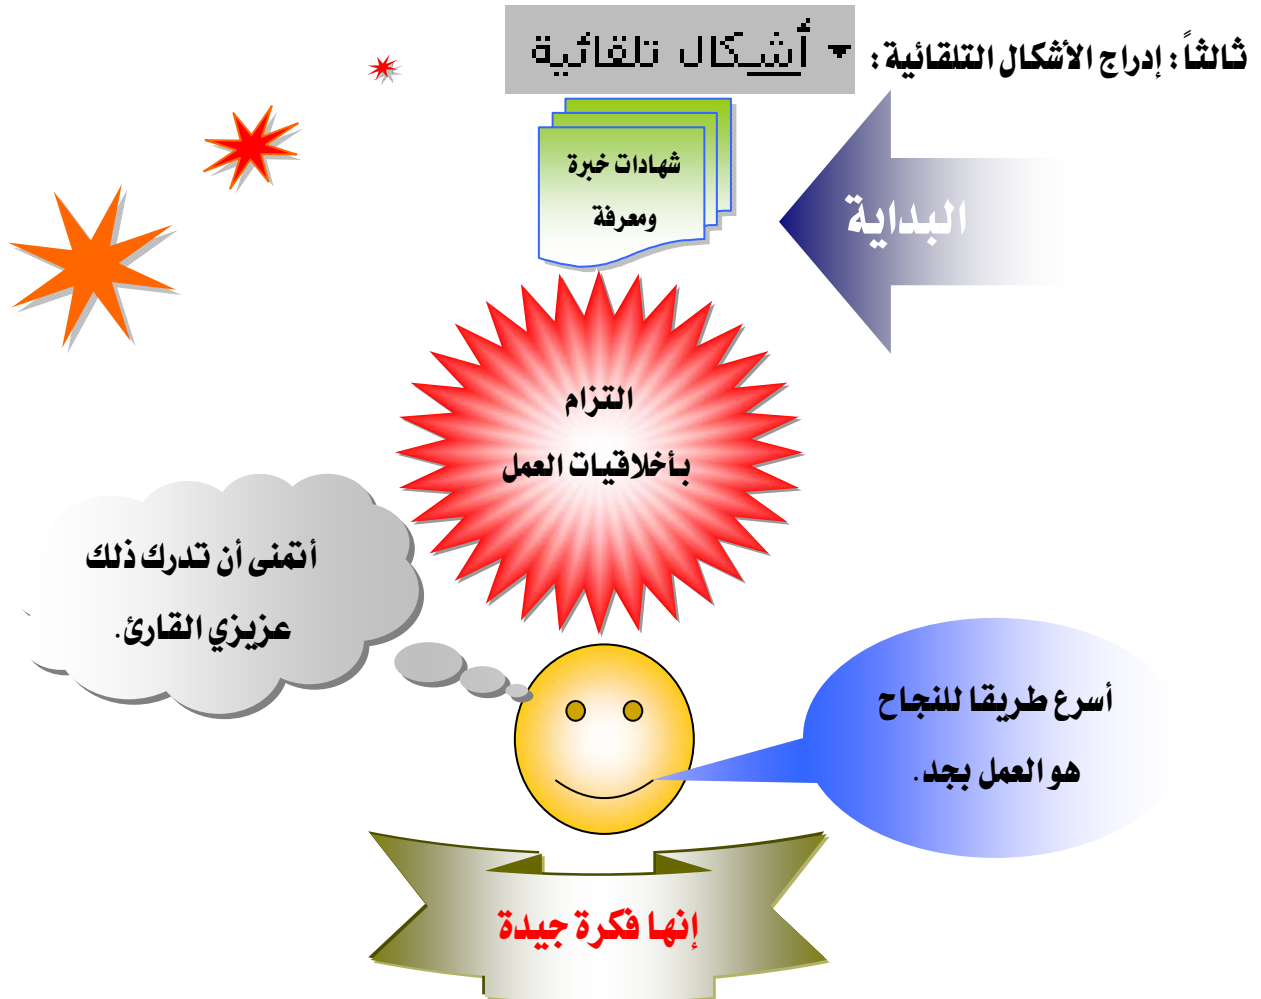 ثالثاً : إدراج الأشكال التلقائية :
أشكال تلقائية
شهادات خبرة
ومعرفة
البداية
التزام
بأخلاقيات العمل
أتمنى أن تدرك ذلك
عزيزي القارئ.
أسرع طريقا للنجاح
هو العمل بجد.
إنها فكرة جيدة